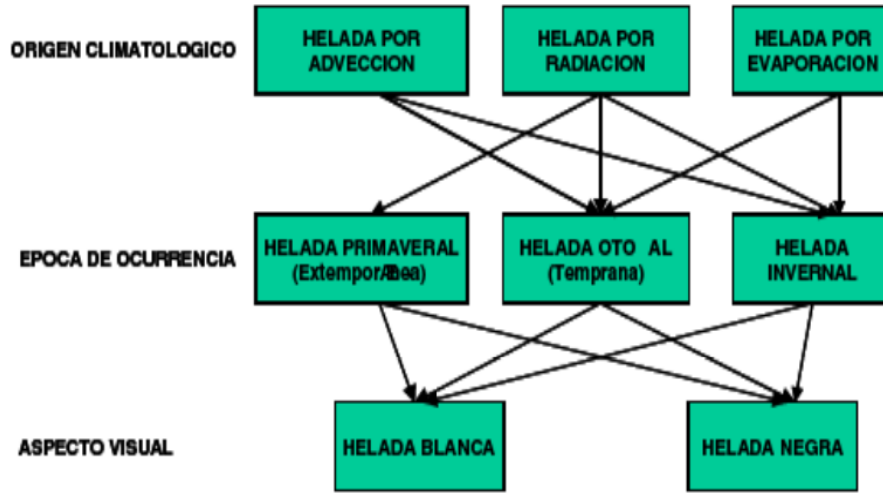 ORIGEN CLIMATOLOGICO
HELADA POR
ADVECCION
HELADA POR
RADIACION
HELADA POR
EVAPORACION
EPOCA DE OCURRENCIA
HELADA PRIMAVERAL
HELADA OTO AL
(Temprana)
HELADA
INVERNAL
ASPECTO VISUAL
HELADA BLANCA
HELADA NEGRA